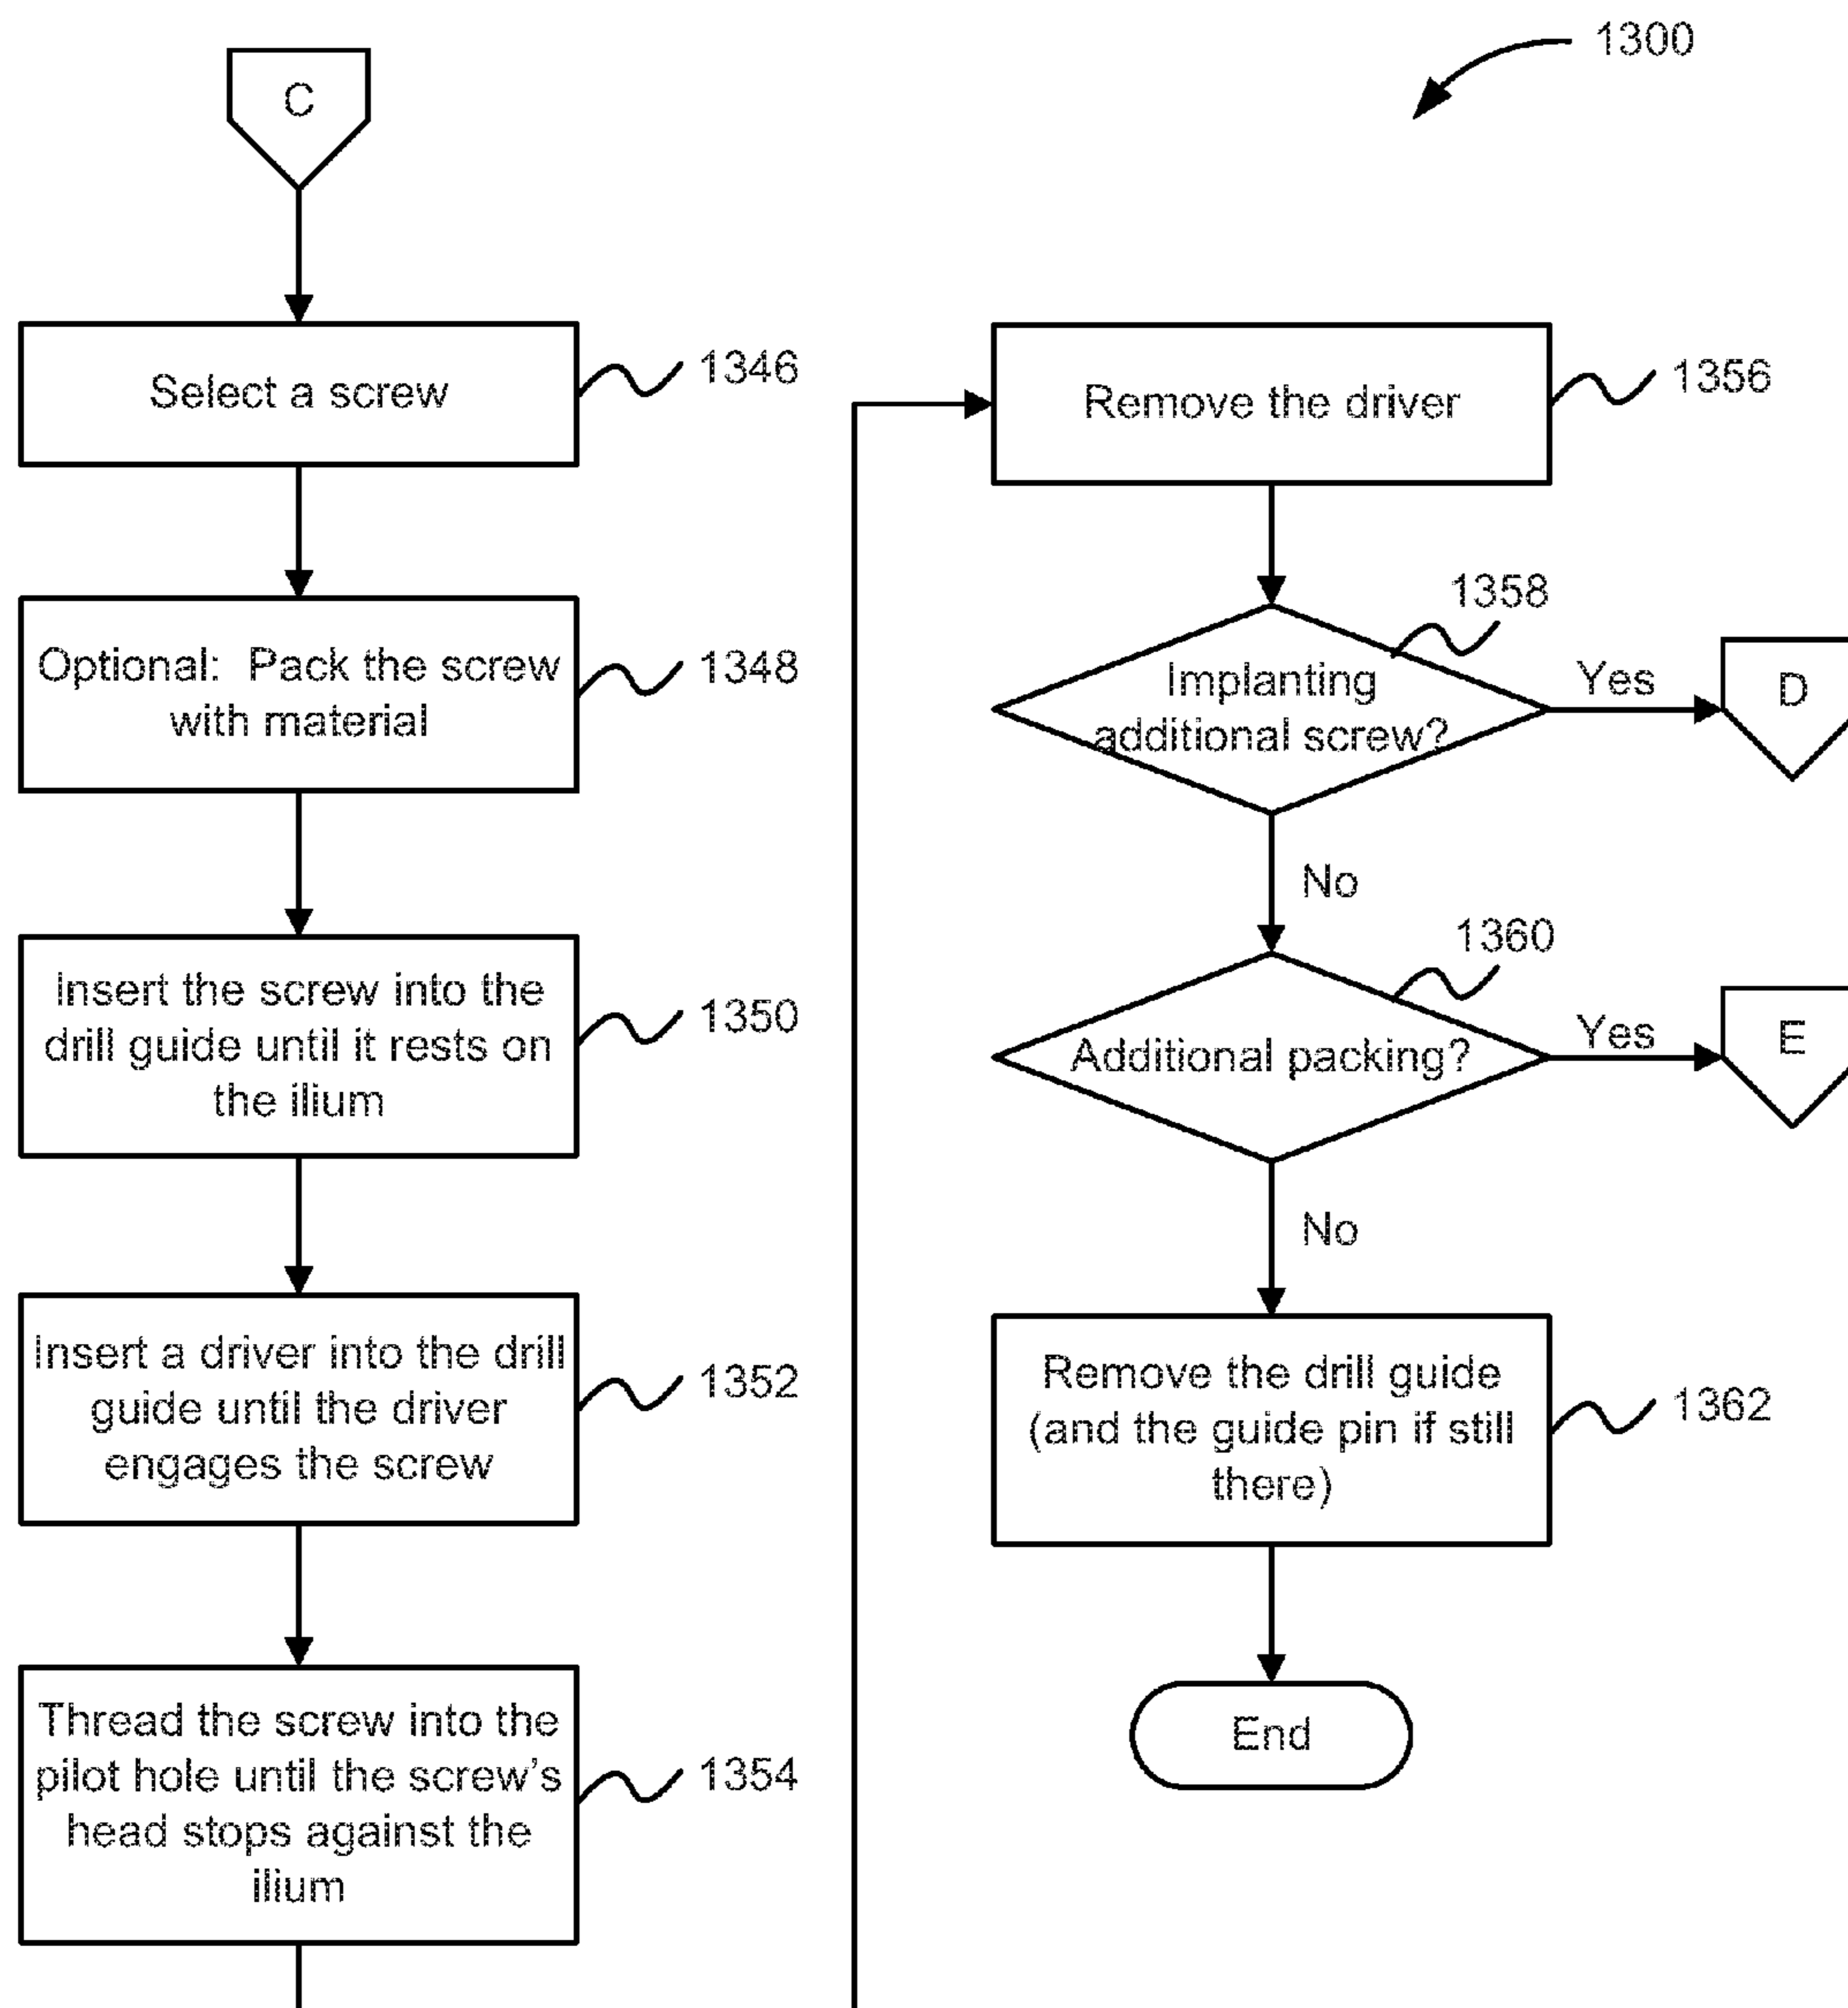 1300
C
Select a screw
1346
Optional: Pack the screw
with material
1348
Insert the screw into the
drill guide until it rests on
the ilium
1350
Insert a driver into the drill
guide until the driver
engages the screw
1352
Thread the screw into the
pilot hole until the screw's
head stops against the
ilium
1354
Remove the driver
1356
1358
Implanting
additional screw?
Yes
D
No
1360
Additional packing?
Yes
E
No
Remove the drill guide
(and the guide pin if still
there)
1362
End